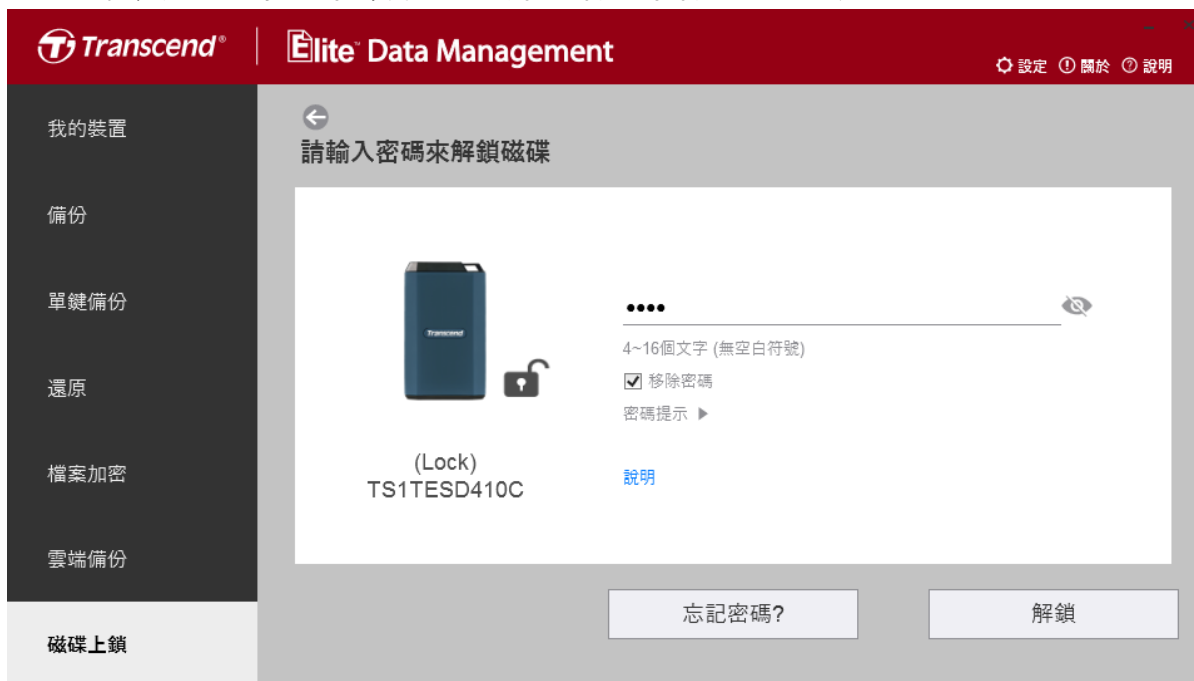 Transcend®
Elite™ Data Management
設定 關於 說明
我的裝置
備份
單鍵備份
還原
檔案加密
雲端備份
磁碟上鎖
請輸入密碼來解鎖磁碟
Transcend
(Lock)
TS1TESD410C
••••
4~16個文字 (無空白符號)
移除密碼
密碼提示 ▶
說明
忘記密碼?
解鎖